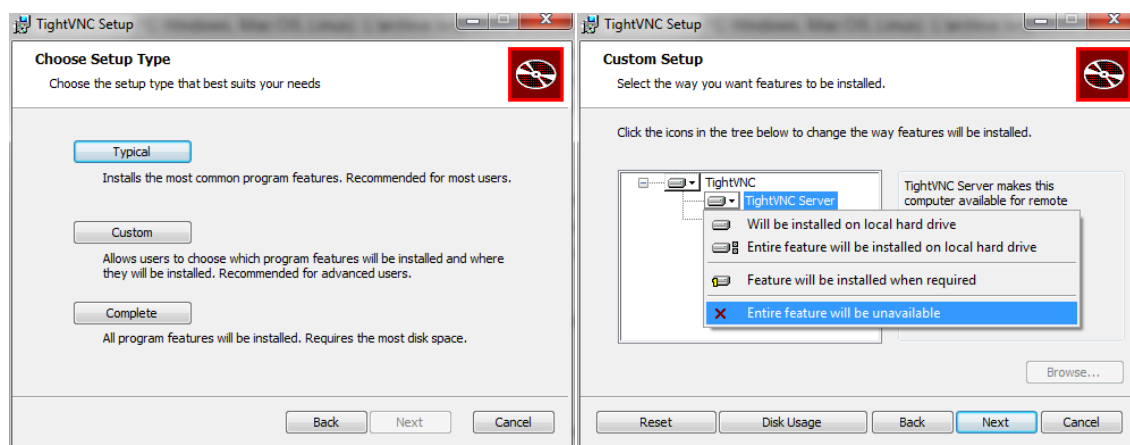 TightVNC Setup
Choose Setup Type
Choose the setup type that best suits your needs
Typical
Installs the most common program features. Recommended for most users.
Custom
Allows users to choose which program features will be installed and where
they will be installed. Recommended for advanced users.
Complete
All program features will be installed. Requires the most disk space.
Back
Next
Cancel
TightVNC Setup
Custom Setup
Select the way you want features to be installed.
Click the icons in the tree below to change the way features will be installed.
TightVNC
TightVNC Server
TightVNC Server makes this
computer available for remote
Will be installed on local hard drive
Entire feature will be installed on local hard drive
Feature will be installed when required
Entire feature will be unavailable
Browse...
Reset
Disk Usage
Back
Next
Cancel